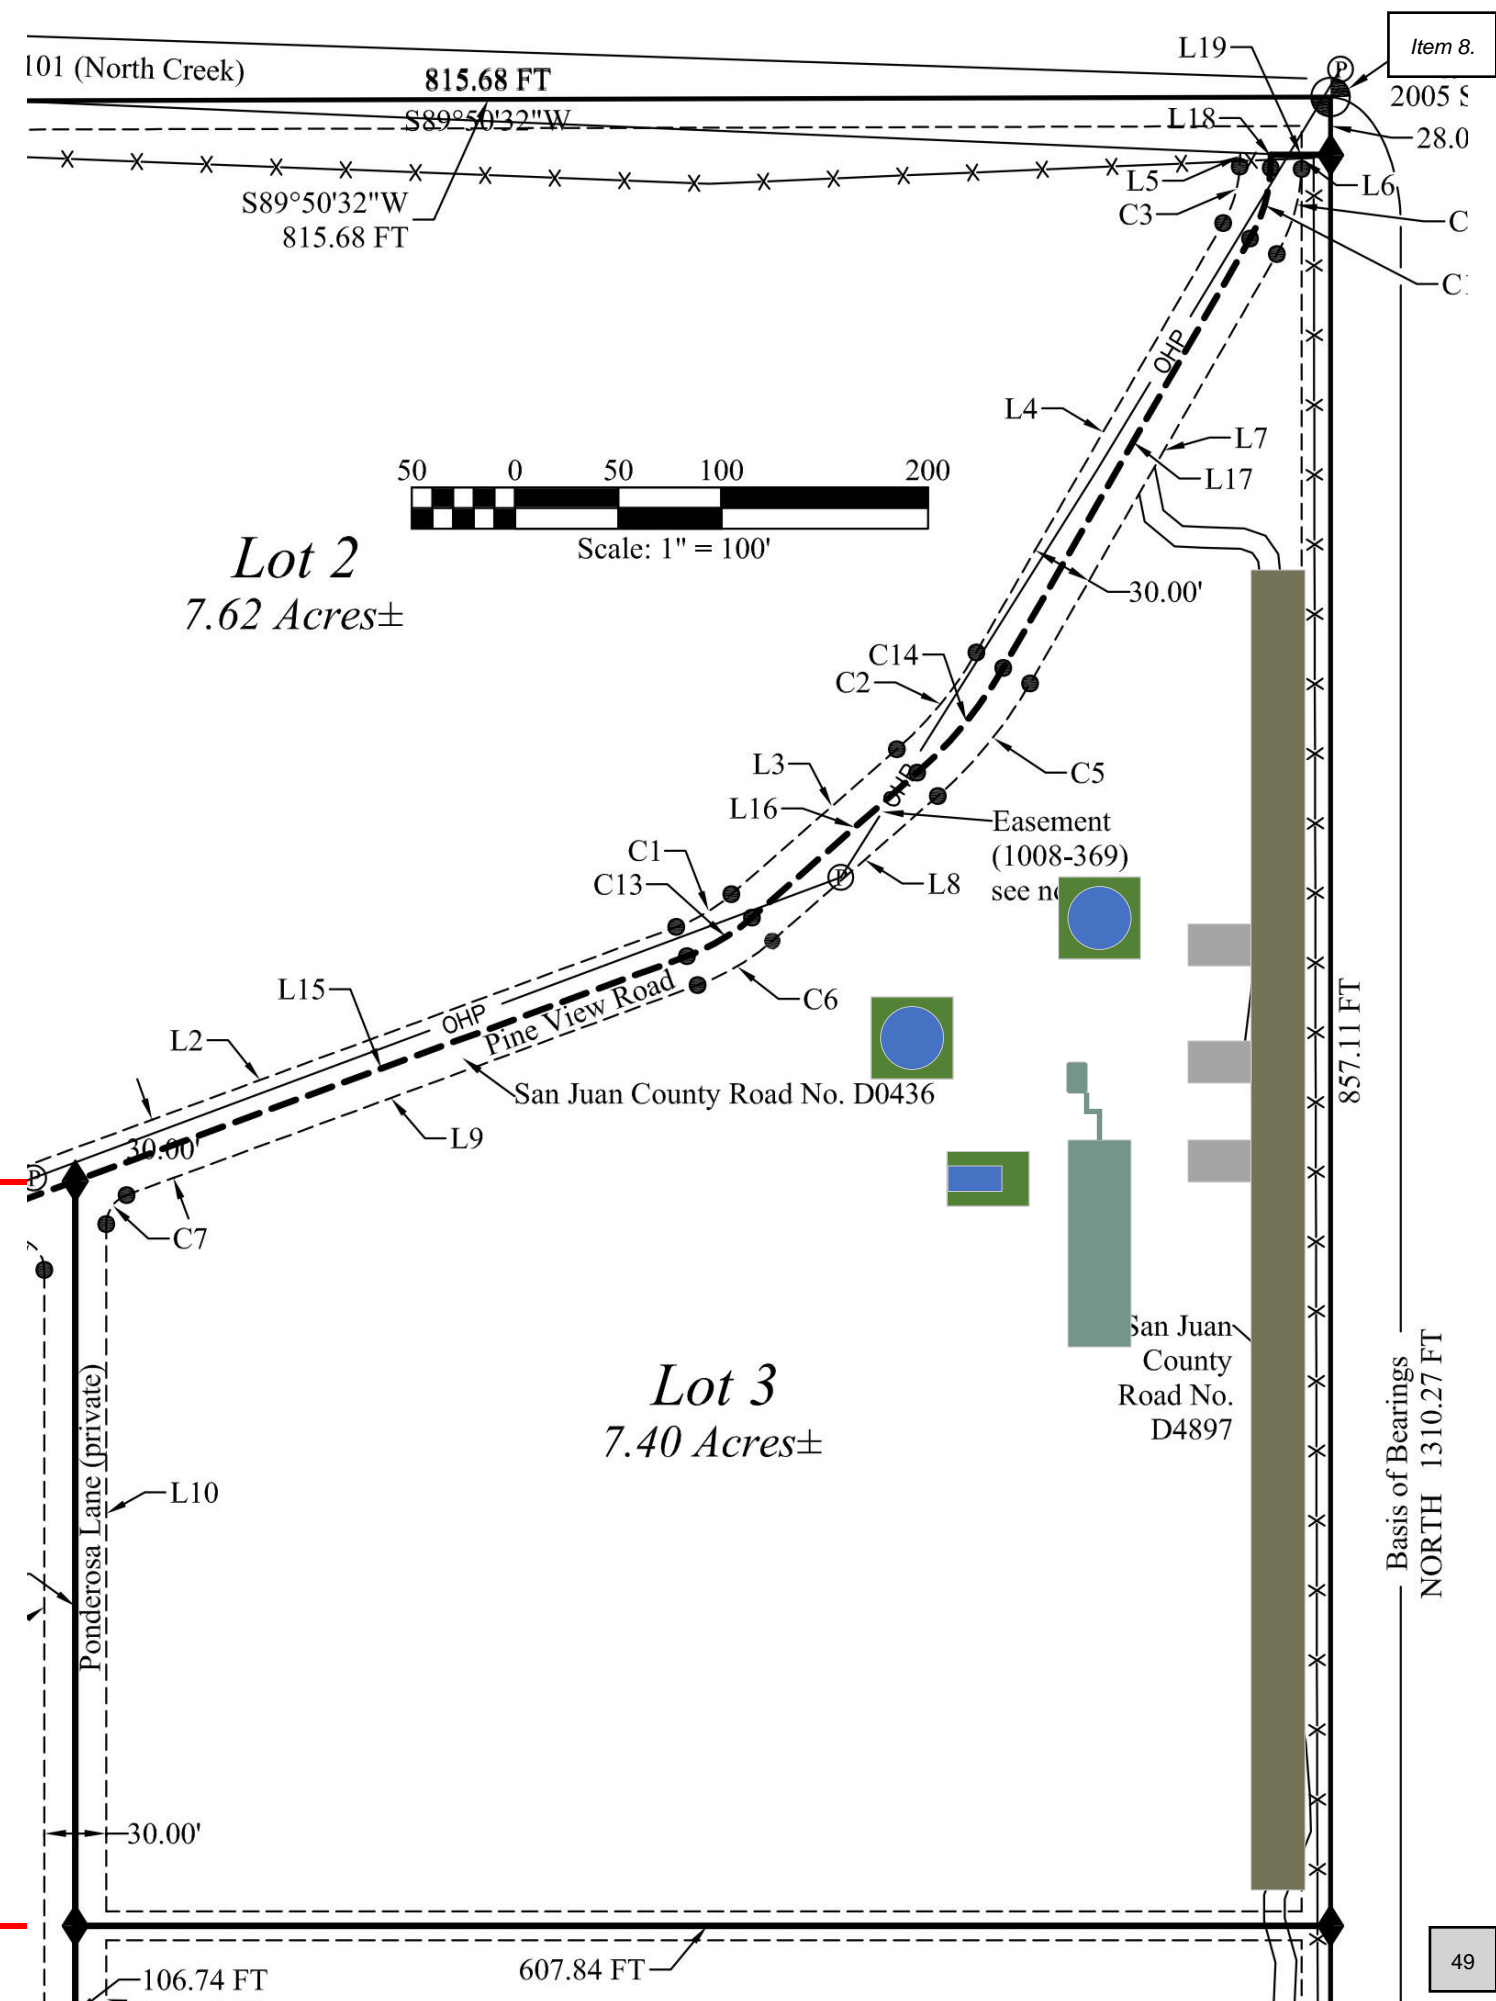 Item 8.
L19
101 (North Creek)
815.68 FT
2005 S
S89°50'32"W
L18
28.0
L5
L6
S89°50'32"W
815.68 FT
C3
C
C1
OHP
L4
L7
50 0 50 100 200
L17
Scale: 1" = 100'
Lot 2
7.62 Acres±
30.00'
C14
C2
L3
C5
OHP
L16
Easement
(1008-369)
see
C1
C13
L8
P
L15
C6
OHP
Pine View Road
L2
San Juan County Road No. D0436
857.11 FT
L9
30.00'
P
C7
San Juan
County
Road No.
D4897
Lot 3
7.40 Acres±
Ponderosa Lane (private)
L10
Basis of Bearings
NORTH 1310.27 FT
30.00'
607.84 FT
106.74 FT
49
P